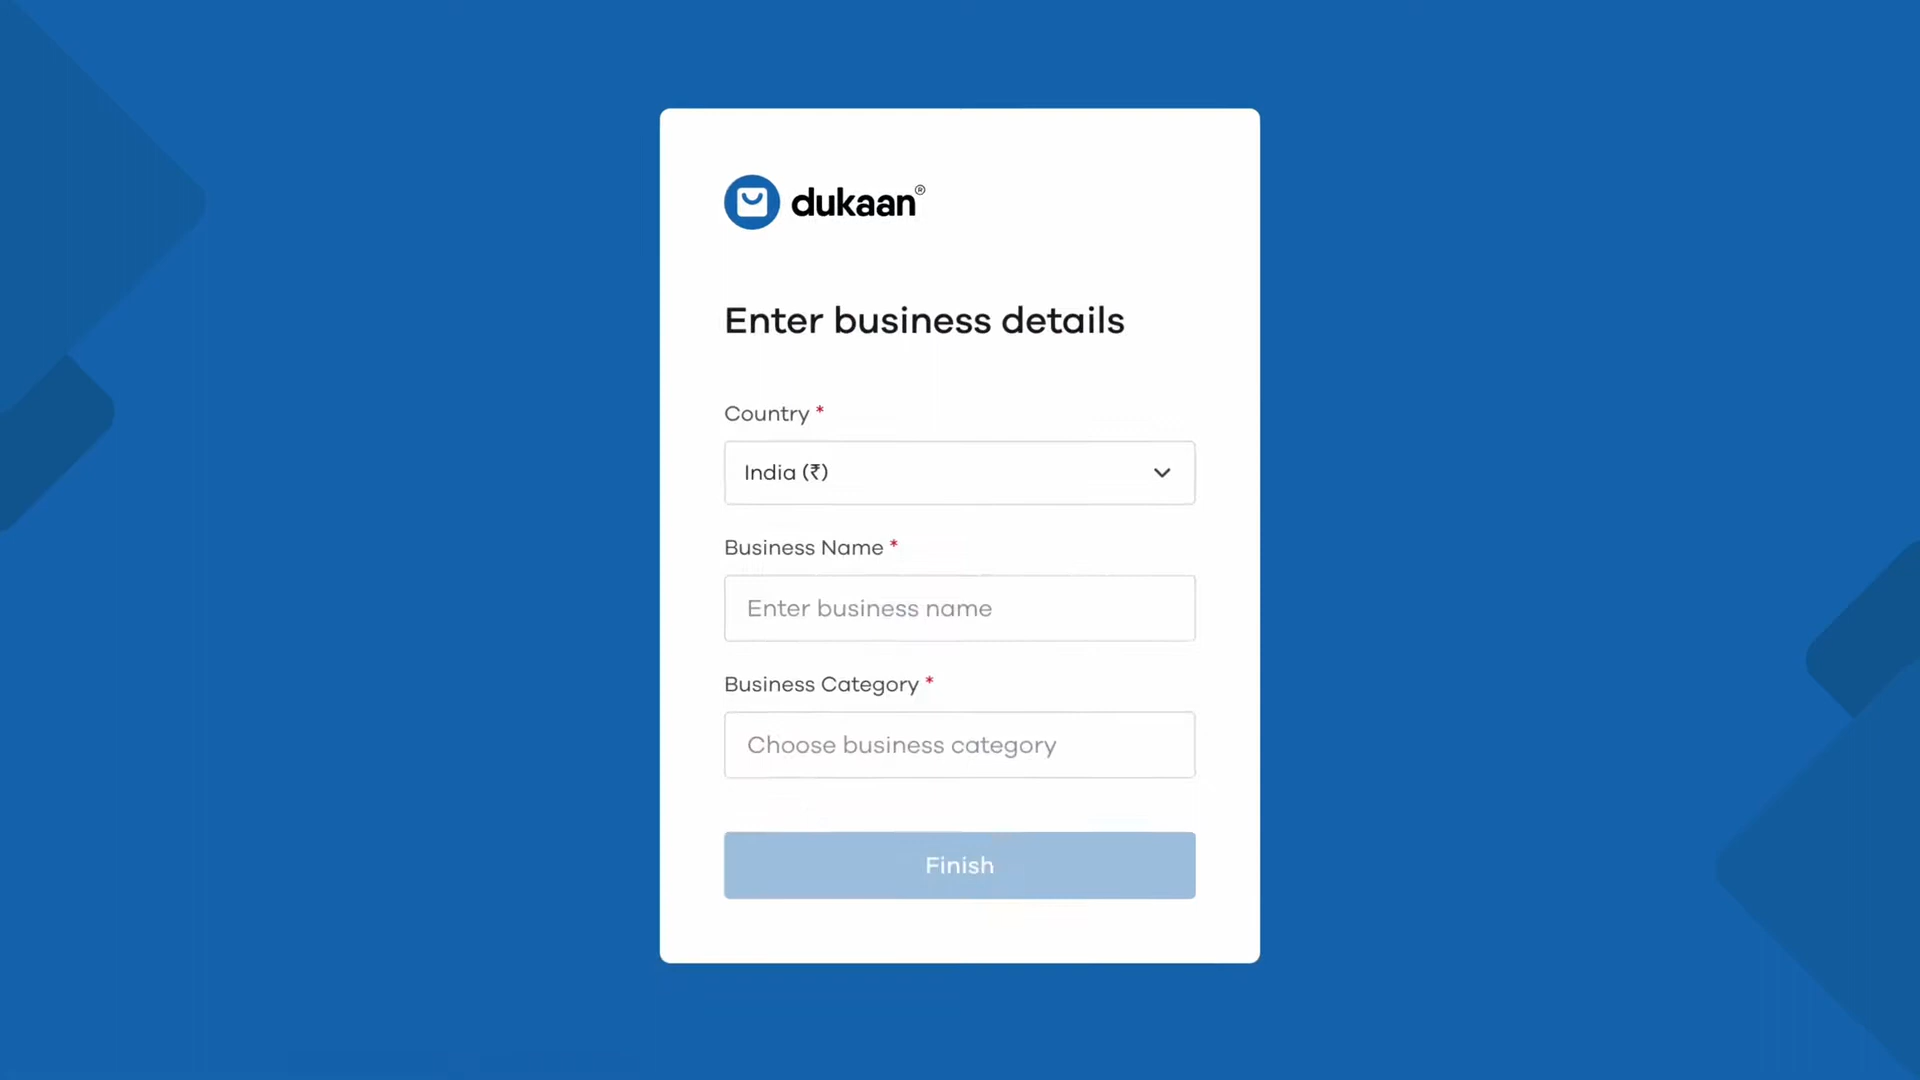 dukaan®
Enter business details
Country *
India (₹)
Business Name *
Enter business name
Business Category *
Choose business category
Finish